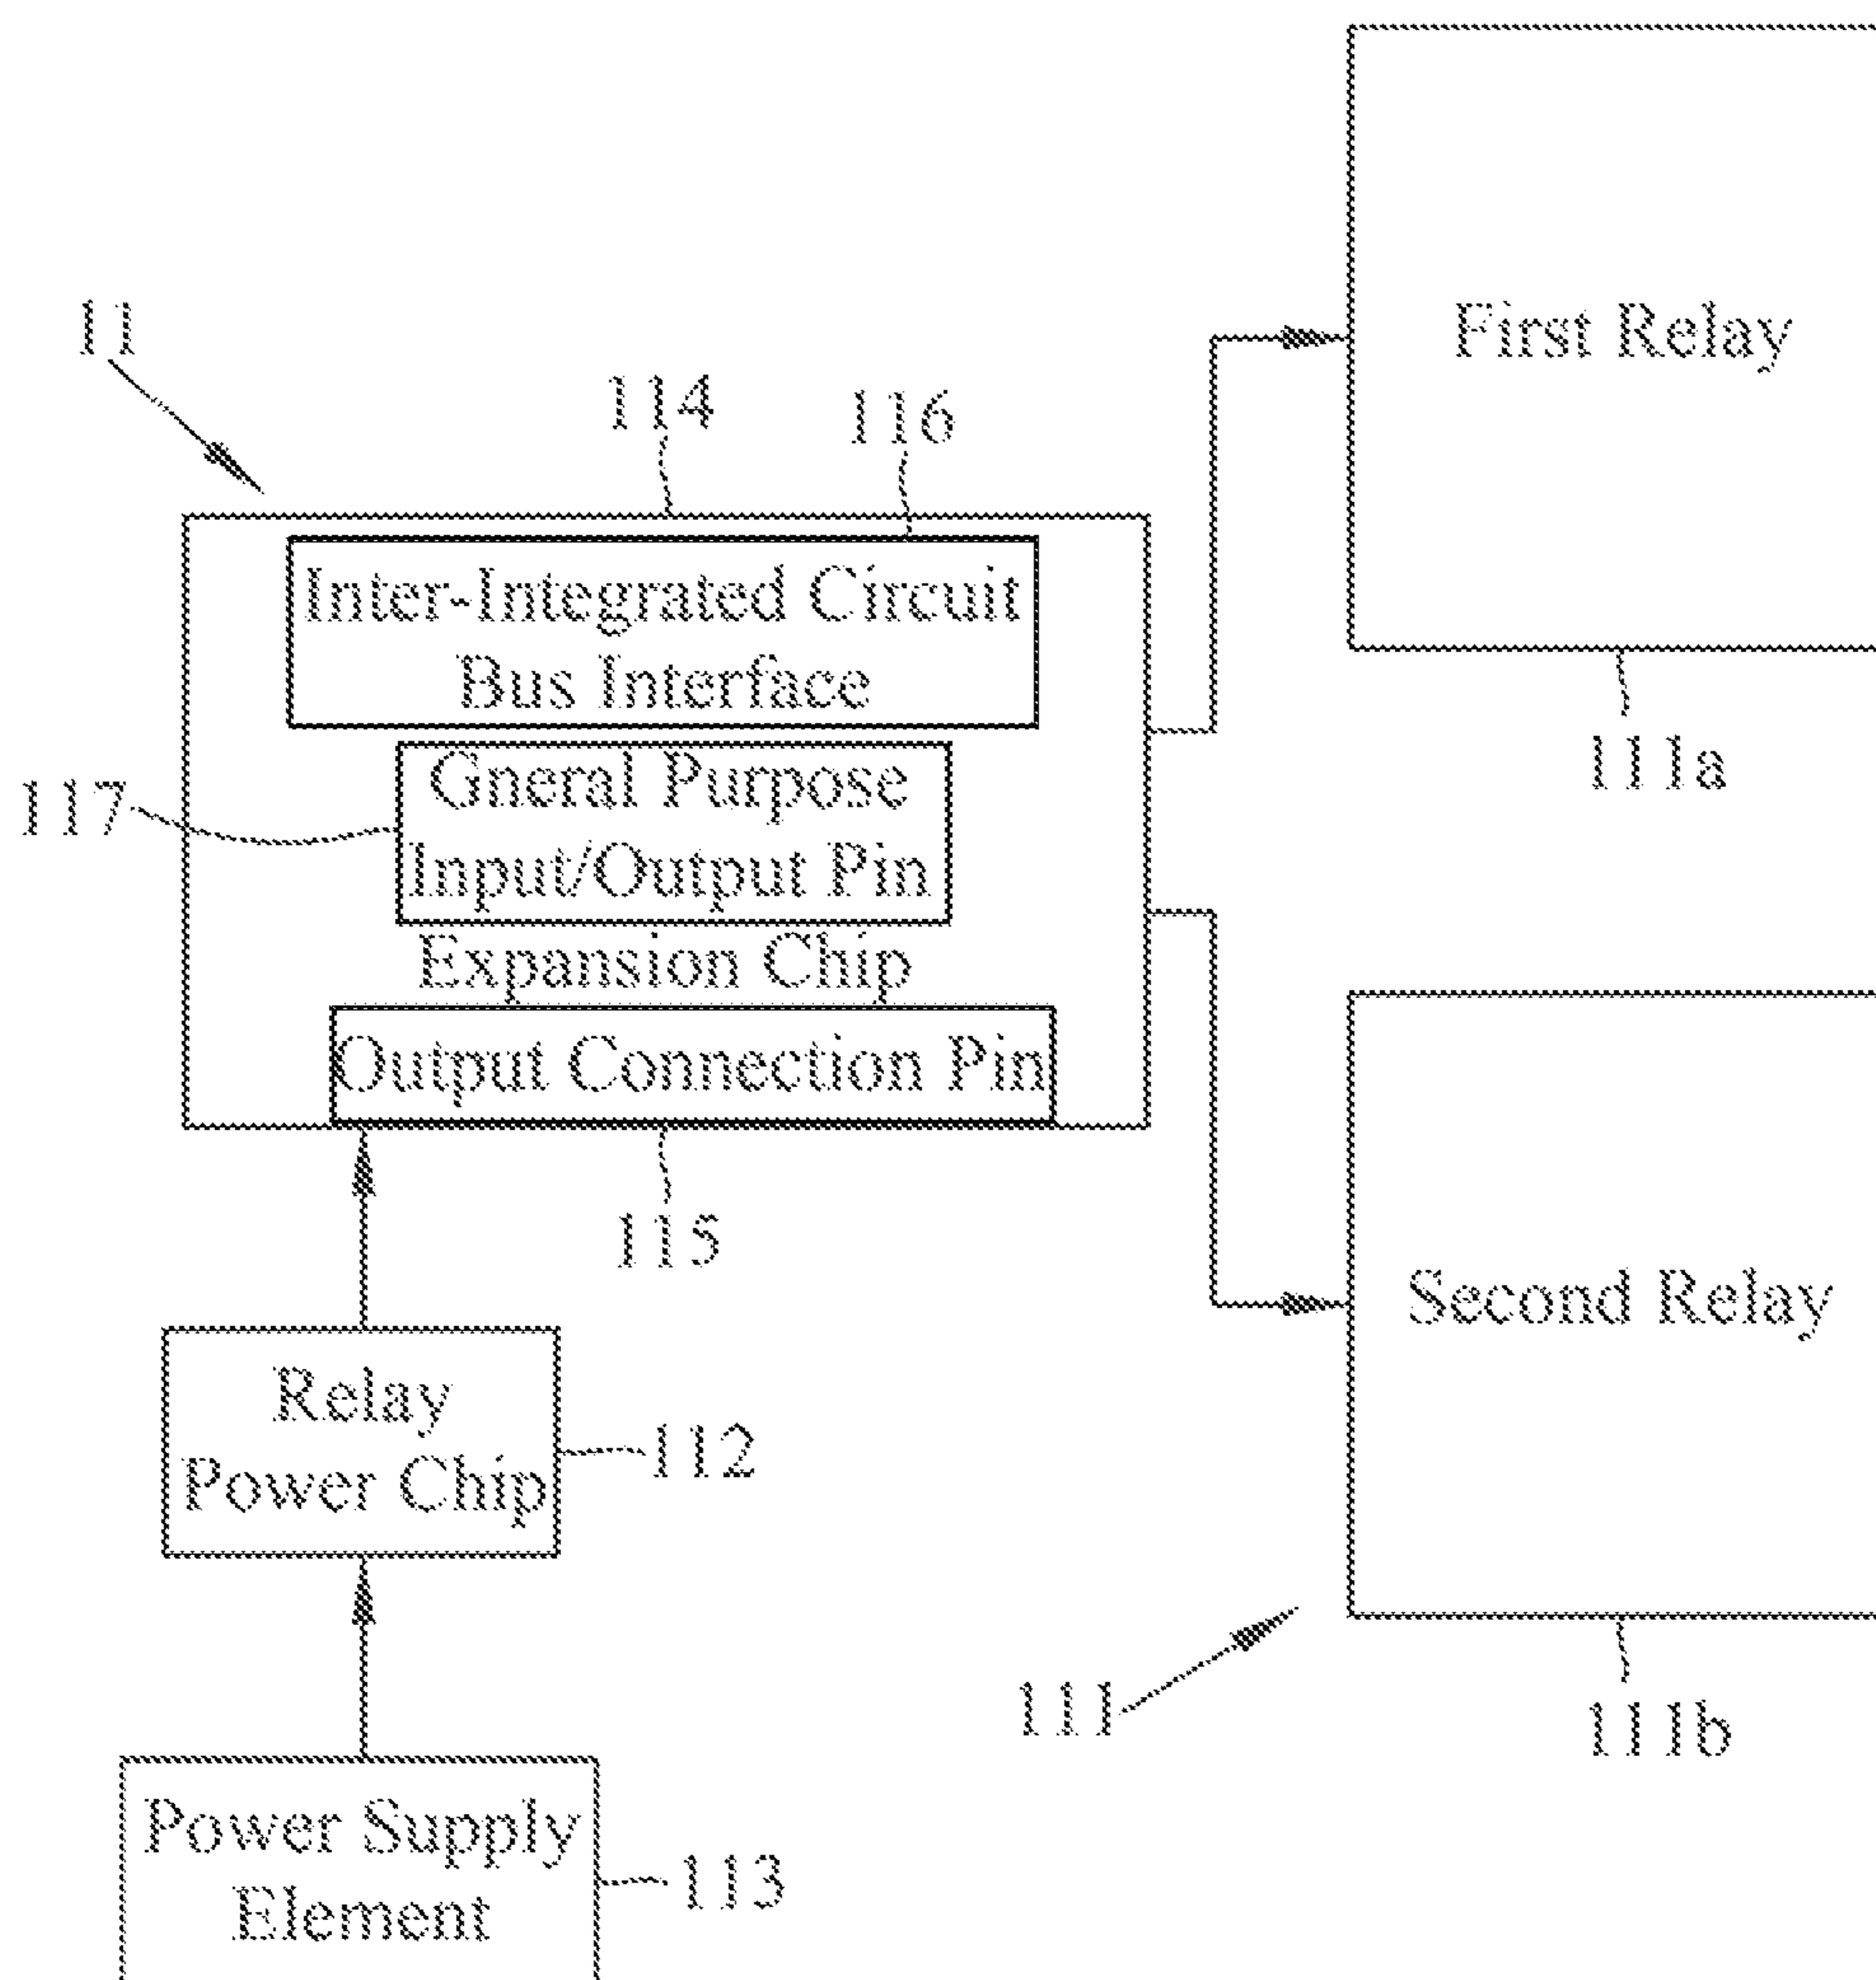 First Relay
11
114
116
Inter-Integrated Circuit
Bus Interface
111a
Gneral Purpose
117
Input/Output Pin
Expansion Chip
Output Connection Pin
115
Second Relay
Relay
112
Power Chip
111
111b
Power Supply
113
Element